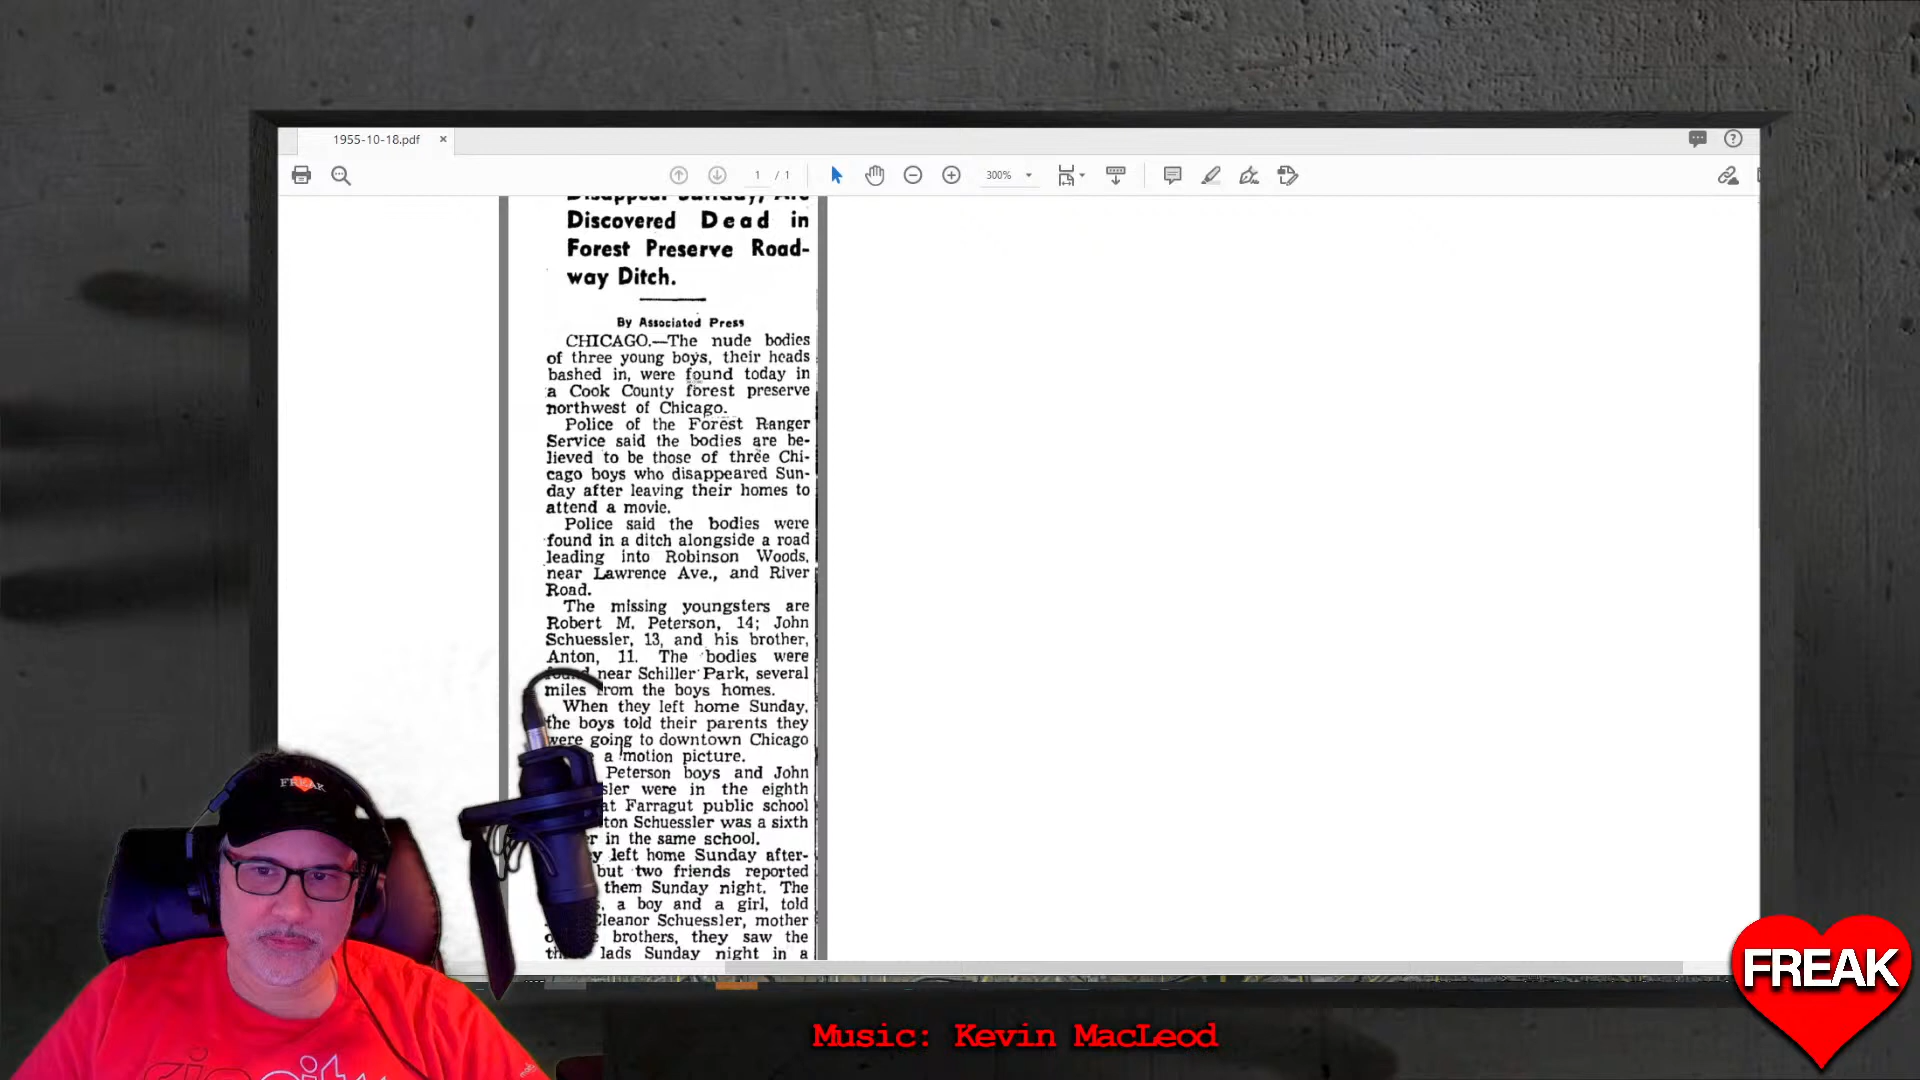 1955-10-18.pdf ×
1 / 1
300%
Discovered Dead in
Forest Preserve Road-
way Ditch.
By Associated Press
CHICAGO.—The nude bodies
of three young boys, their heads
bashed in, were found today in
a Cook County forest preserve
northwest of Chicago.
Police of the Forest Ranger
Service said the bodies are be-
lieved to be those of three Chi-
cago boys who disappeared Sun-
day after leaving their homes to
attend a movie.
Police said the bodies were
found in a ditch alongside a road
leading into Robinson Woods,
near Lawrence Ave., and River
Road.
The missing youngsters are
Robert M. Peterson, 14; John
Schuessler, 13, and his brother,
Anton, 11. The bodies were
near Schiller Park, several
miles from the boys homes.
When they left home Sunday,
the boys told their parents they
were going to downtown Chicago
a motion picture.
Peterson boys and John
sler were in the eighth
at Farragut public school
ton Schuessler was a sixth
r in the same school.
y left home Sunday after-
but two friends reported
them Sunday night. The
s, a boy and a girl, told
Eleanor Schuessler, mother
brothers, they saw the
lads Sunday night in a
FREAK
FREAK
Music: Kevin MacLeod